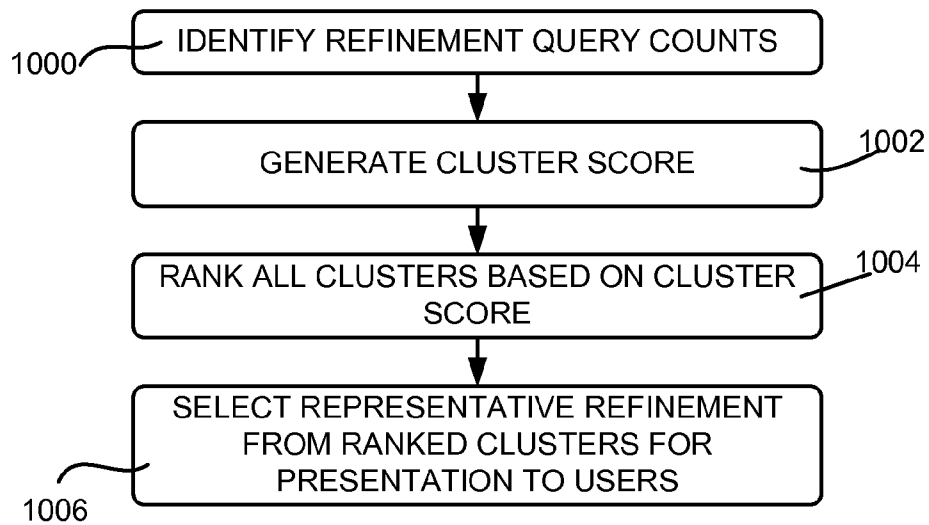 IDENTIFY REFINEMENT QUERY COUNTS
1000
GENERATE CLUSTER SCORE
1002
RANK ALL CLUSTERS BASED ON CLUSTER
SCORE
1004
SELECT REPRESENTATIVE REFINEMENT
FROM RANKED CLUSTERS FOR
PRESENTATION TO USERS
1006